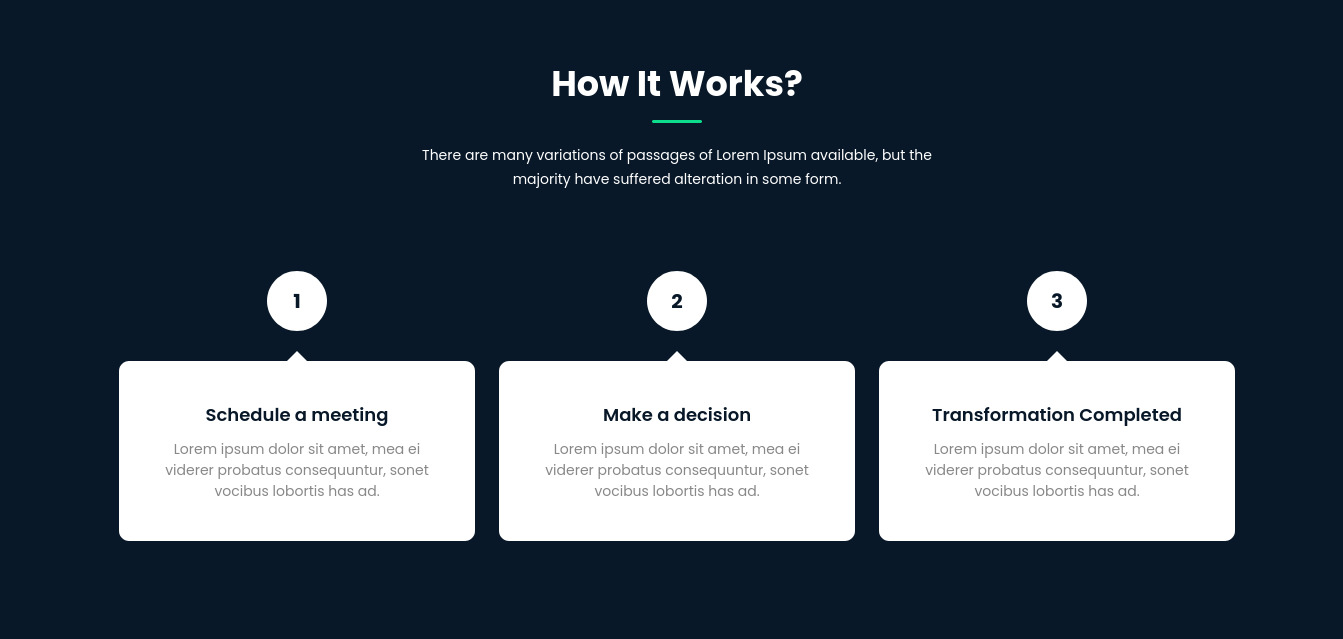 How It Works?
There are many variations of passages of Lorem Ipsum available, but the
majority have suffered alteration in some form.
1
2
3
Schedule a meeting
Lorem ipsum dolor sit amet, mea ei
viderer probatus consequuntur, sonet
vocibus lobortis has ad.
Make a decision
Lorem ipsum dolor sit amet, mea ei
viderer probatus consequuntur, sonet
vocibus lobortis has ad.
Transformation Completed
Lorem ipsum dolor sit amet, mea ei
viderer probatus consequuntur, sonet
vocibus lobortis has ad.